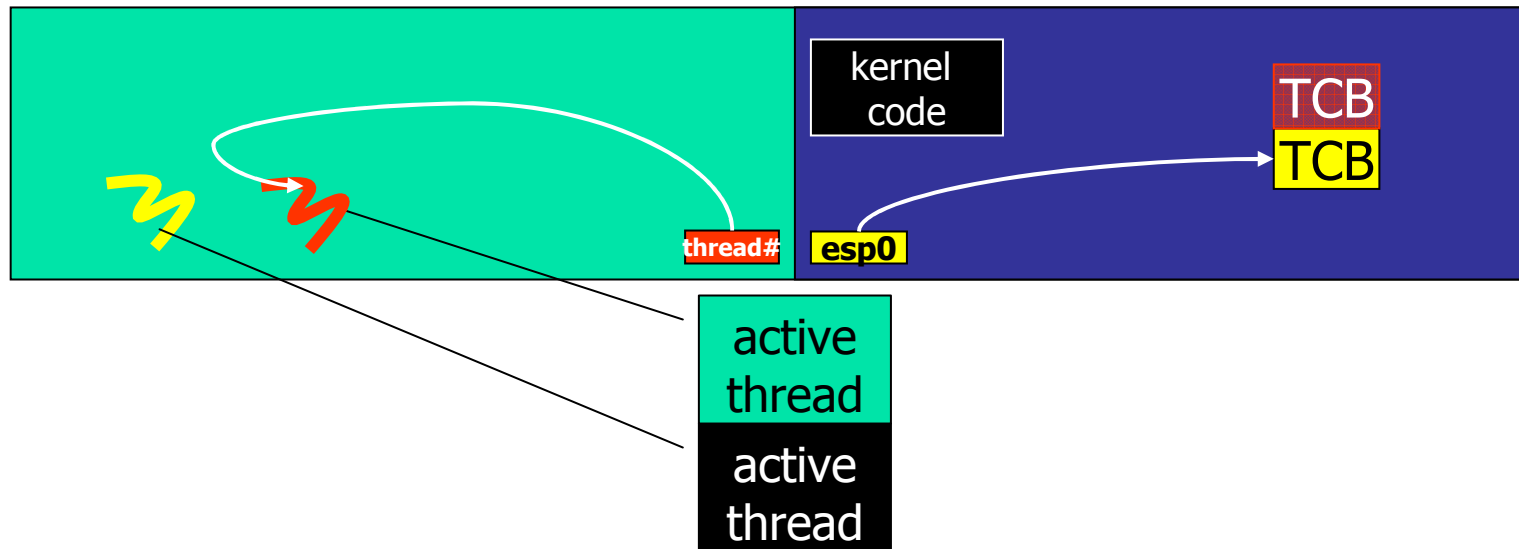 kernel
code
TCB
TCB
thread#
esp0
active
thread
active
thread